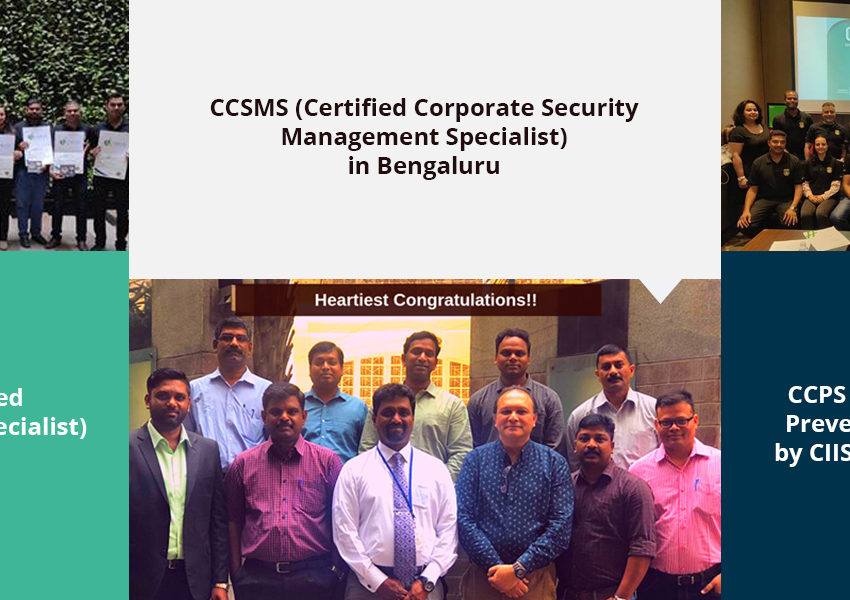 CCSMS (Certified Corporate Security
Management Specialist)
in Bengaluru
Heartiest Congratulations!!
ed
ecialist)
CCPS
Preve
by CIIS